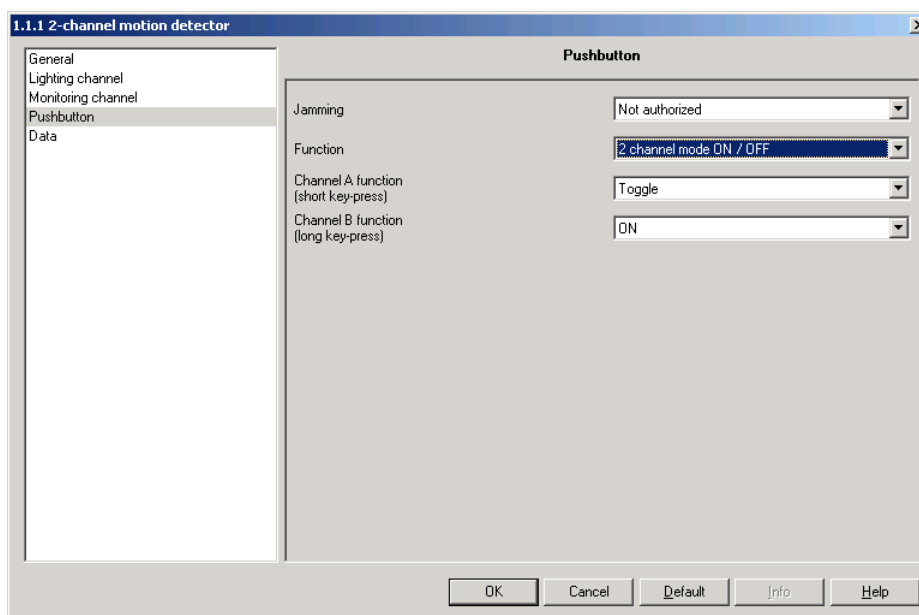 1.1.1 2-channel motion detector
General
Lighting channel
Monitoring channel
Pushbutton
Data
Pushbutton
Jamming
Not authorized
Function
2 channel mode ON / OFF
Channel A function
(short key-press)
Toggle
Channel B function
(long key-press)
ON
OK
Cancel
Default
Info
Help